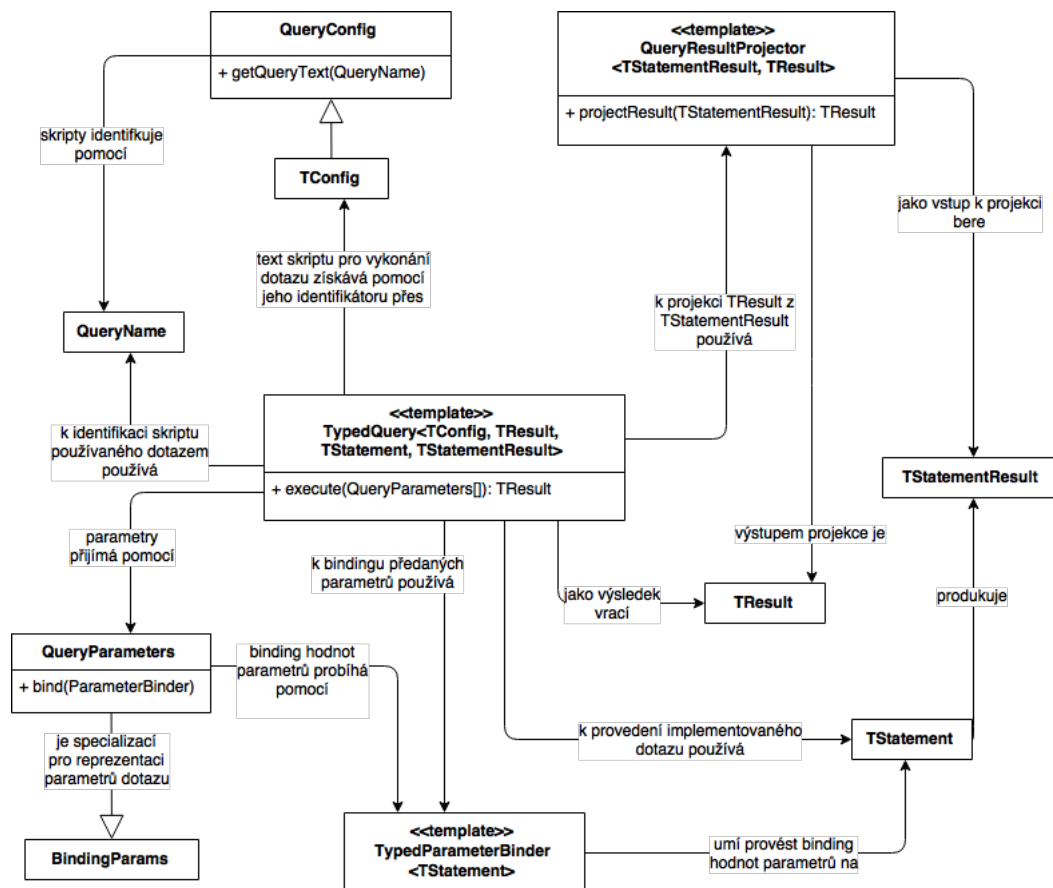 QueryConfig
+ getQueryText(QueryName)
<<template>>
QueryResultProjector
<TStatementResult, TResult>
+ projectResult(TStatementResult): TResult
skripty identifkuje
pomocí
TConfig
jako vstup k projekci
bere
text skriptu pro vykonání
dotazu získává pomocí
jeho identifikátoru přes
k projekci TResult z
TStatementResult
používá
QueryName
<<template>>
TypedQuery<TConfig, TResult,
TStatement, TStatementResult>
+ execute(QueryParameters[]): TResult
k identifikaci skriptu
používaného dotazem
používá
TStatementResult
parametry
přijímá pomocí
k bindingu předaných
parametrů používá
výstupem projekce je
jako výsledek
vrací
TResult
produkuje
QueryParameters
+ bind(ParameterBinder)
binding hodnot
parametrů probíhá
pomocí
je specializací
pro reprezentaci
parametrů dotazu
k provedení implementovaného
dotazu používá
TStatement
BindingParams
<<template>>
TypedParameterBinder
<TStatement>
umí provést binding
hodnot parametrů na